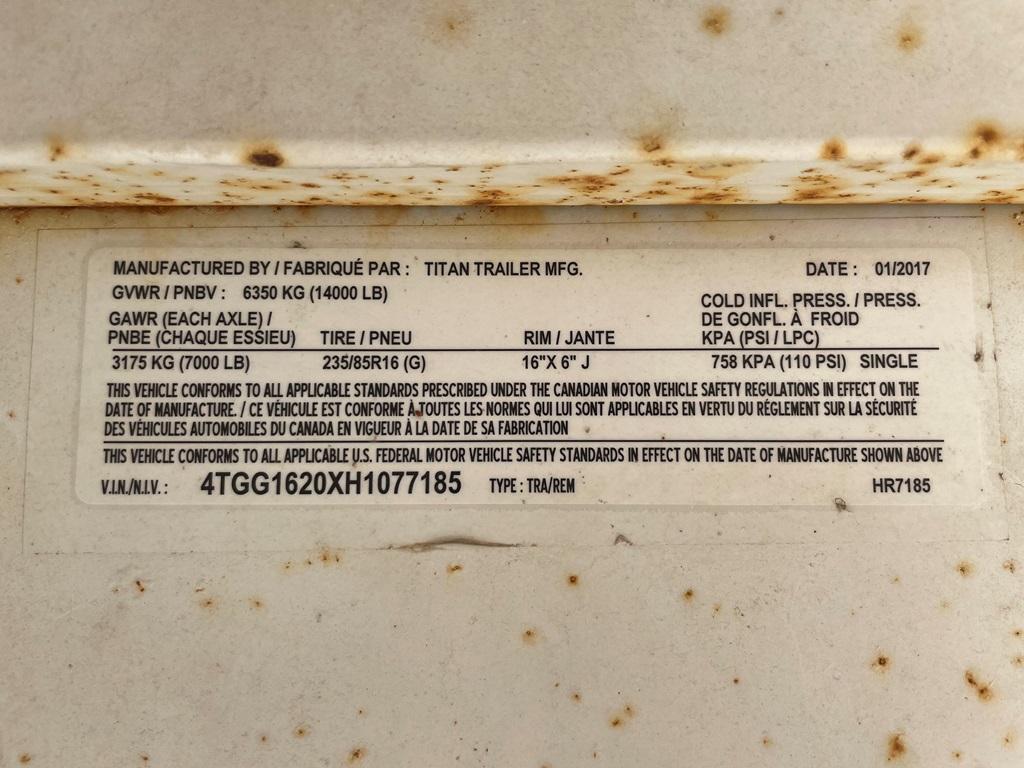 MANUFACTURED BY / FABRIQUÉ PAR : TITAN TRAILER MFG. DATE : 01/2017
GVWR / PNBV : 6350 KG (14000 LB)
COLD INFL. PRESS. / PRESS.
GAWR (EACH AXLE) / DE GONFL. À FROID
PNBE (CHAQUE ESSIEU) TIRE / PNEU RIM / JANTE KPA (PSI / LPC)
3175 KG (7000 LB) 235/85R16 (G) 16"X 6" J 758 KPA (110 PSI) SINGLE
THIS VEHICLE CONFORMS TO ALL APPLICABLE STANDARDS PRESCRIBED UNDER THE CANADIAN MOTOR VEHICLE SAFETY REGULATIONS IN EFFECT ON THE
DATE OF MANUFACTURE. / CE VÉHICULE EST CONFORME À TOUTES LES NORMES QUI LUI SONT APPLICABLES EN VERTU DU RÉGLEMENT SUR LA SÉCURITÉ
DES VÉHICULES AUTOMOBILES DU CANADA EN VIGUEUR À LA DATE DE SA FABRICATION
THIS VEHICLE CONFORMS TO ALL APPLICABLE U.S. FEDERAL MOTOR VEHICLE SAFETY STANDARDS IN EFFECT ON THE DATE OF MANUFACTURE SHOWN ABOVE
V.I.N./N.I.V. : 4TGG1620XH1077185 TYPE : TRA/REM HR7185